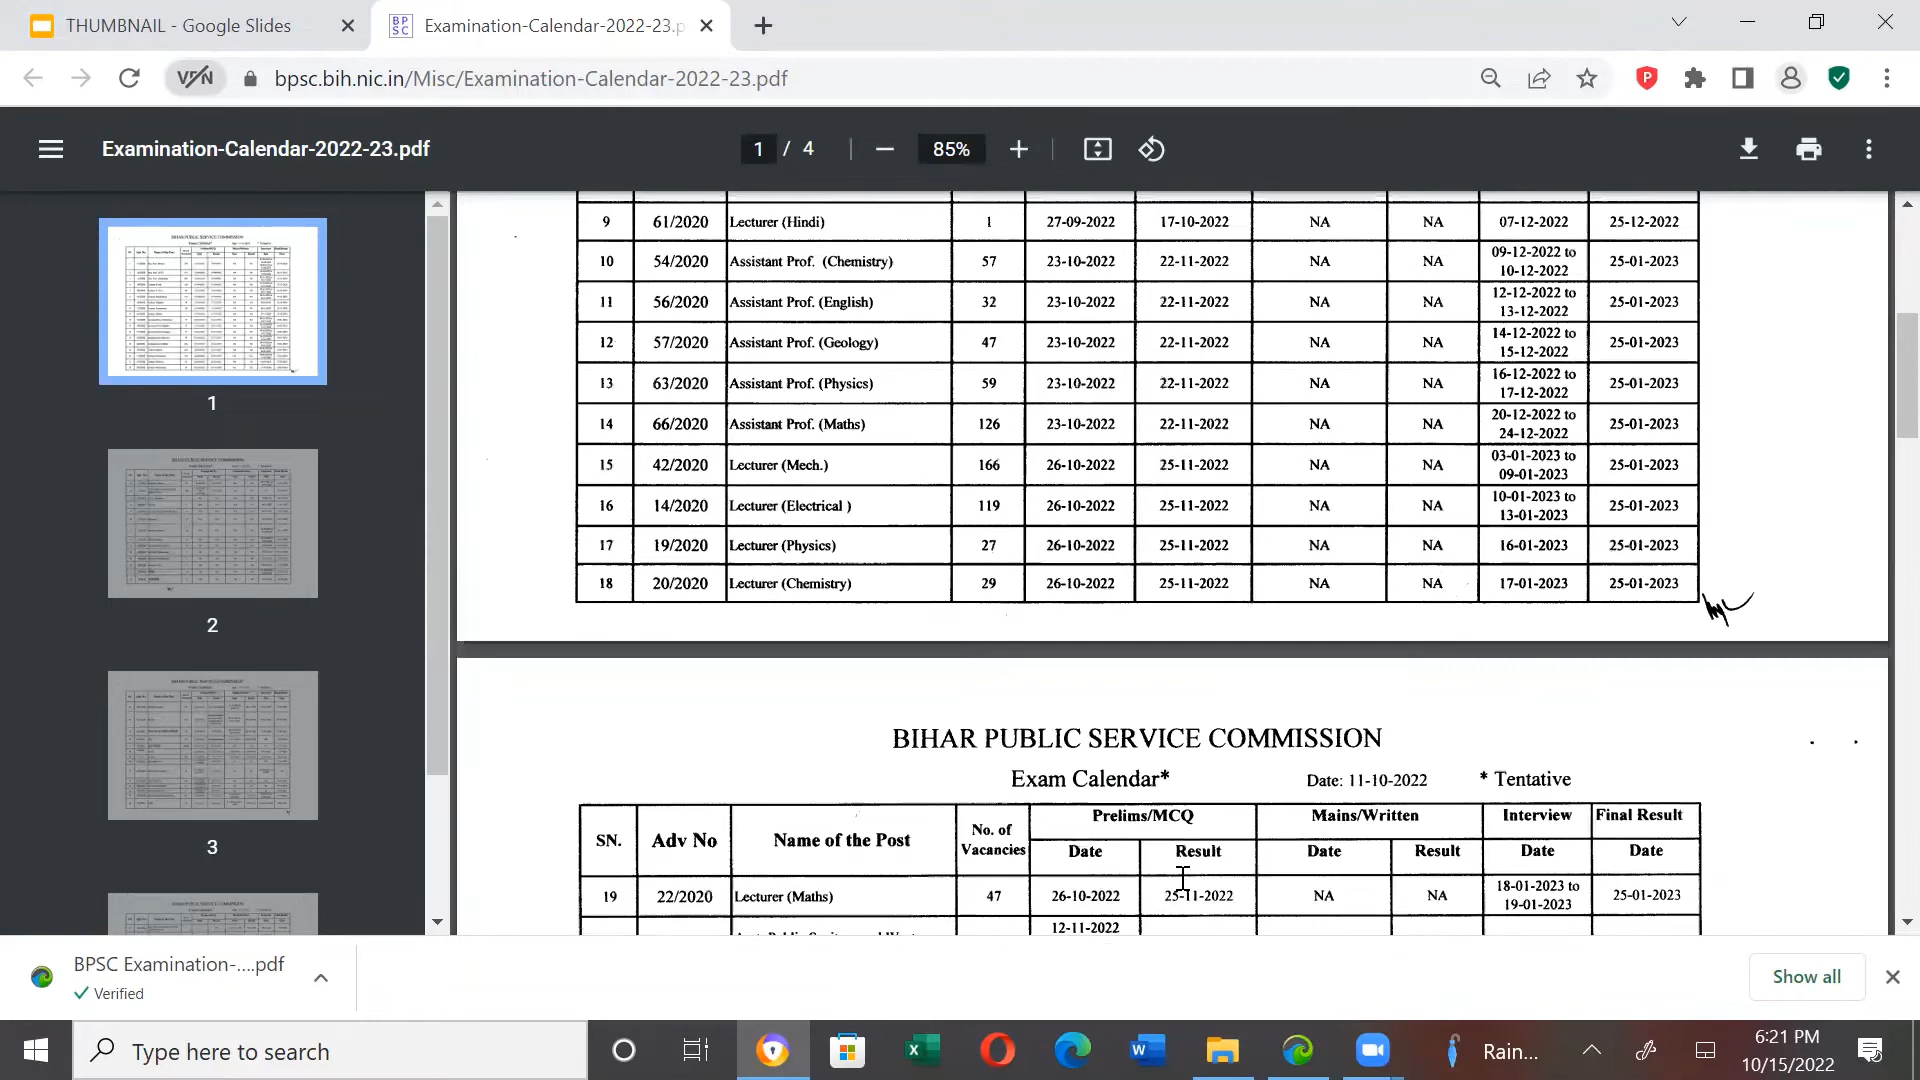 THUMBNAIL - Google Slides
BP
SC
Examination-Calendar-2022-23.p
VPN
bpsc.bih.nic.in/Misc/Examination-Calendar-2022-23.pdf
Examination-Calendar-2022-23.pdf
1 / 4
85%
1
2
3
9 61/2020 Lecturer (Hindi) 1 27-09-2022 17-10-2022 NA NA 07-12-2022 25-12-2022
10 54/2020 Assistant Prof. (Chemistry) 57 23-10-2022 22-11-2022 NA NA 09-12-2022 to 10-12-2022 25-01-2023
11 56/2020 Assistant Prof. (English) 32 23-10-2022 22-11-2022 NA NA 12-12-2022 to 13-12-2022 25-01-2023
12 57/2020 Assistant Prof. (Geology) 47 23-10-2022 22-11-2022 NA NA 14-12-2022 to 15-12-2022 25-01-2023
13 63/2020 Assistant Prof. (Physics) 59 23-10-2022 22-11-2022 NA NA 16-12-2022 to 17-12-2022 25-01-2023
14 66/2020 Assistant Prof. (Maths) 126 23-10-2022 22-11-2022 NA NA 20-12-2022 to 24-12-2022 25-01-2023
15 42/2020 Lecturer (Mech.) 166 26-10-2022 25-11-2022 NA NA 03-01-2023 to 09-01-2023 25-01-2023
16 14/2020 Lecturer (Electrical ) 119 26-10-2022 25-11-2022 NA NA 10-01-2023 to 13-01-2023 25-01-2023
17 19/2020 Lecturer (Physics) 27 26-10-2022 25-11-2022 NA NA 16-01-2023 25-01-2023
18 20/2020 Lecturer (Chemistry) 29 26-10-2022 25-11-2022 NA NA 17-01-2023 25-01-2023
BIHAR PUBLIC SERVICE COMMISSION
Exam Calendar* Date: 11-10-2022 * Tentative
SN. Adv No Name of the Post No. of Vacancies Prelims/MCQ Mains/Written Interview Final Result
Date Result Date Result Date Date
19 22/2020 Lecturer (Maths) 47 26-10-2022 25-11-2022 NA NA 18-01-2023 to 19-01-2023 25-01-2023
12-11-2022
BPSC Examination-....pdf
Verified
Show all
Type here to search
Rain...
6:21 PM
10/15/2022